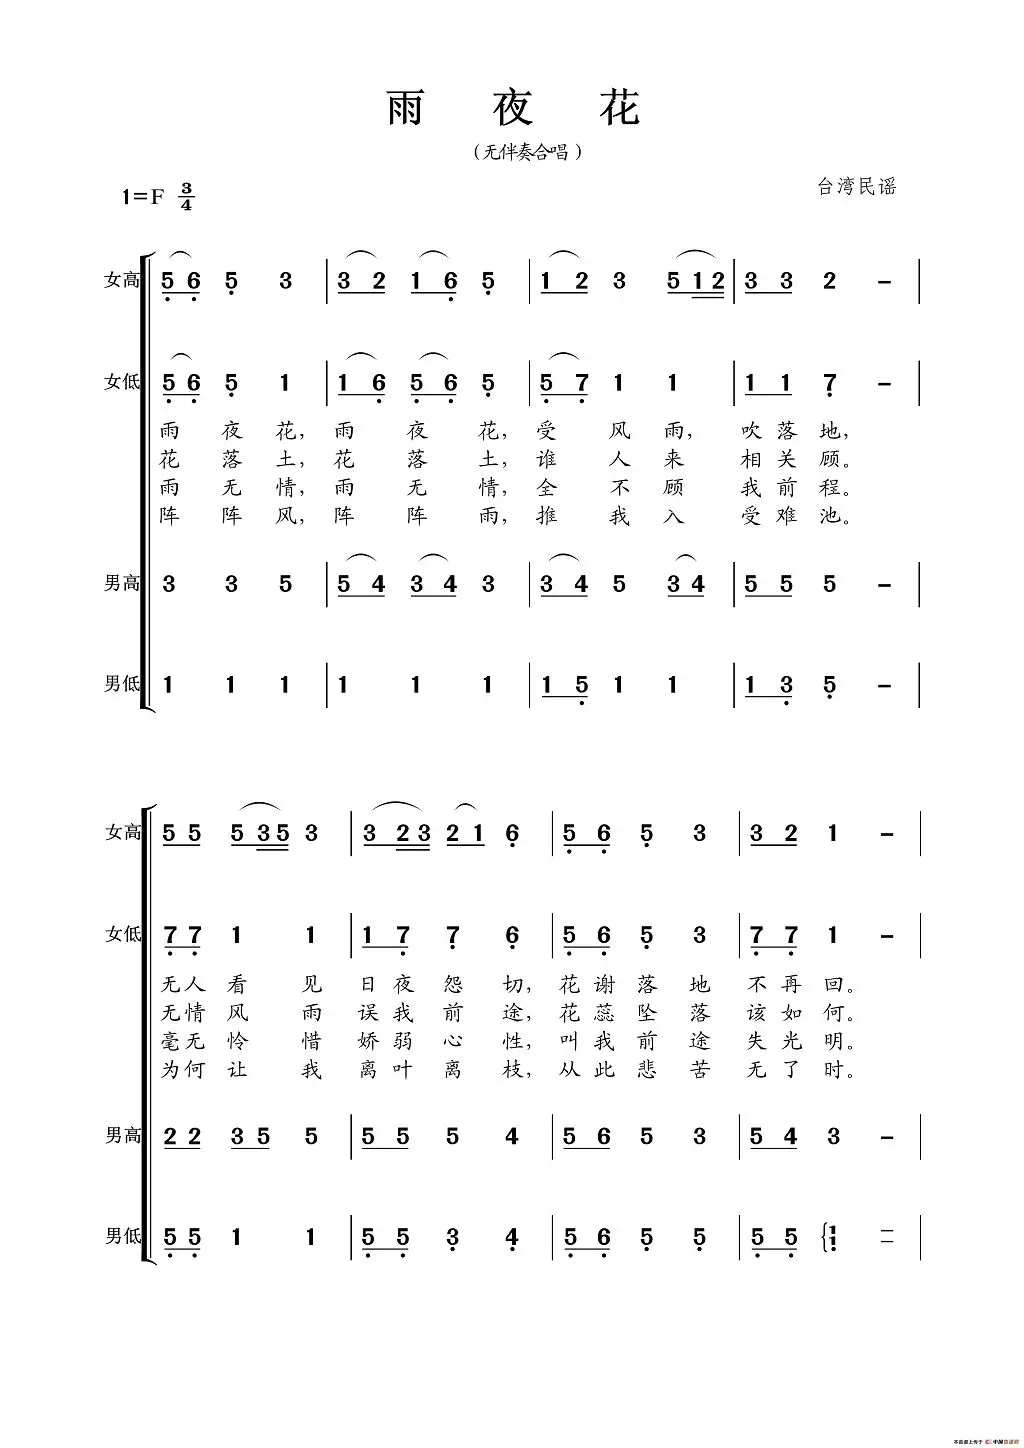 雨 夜 花
（无伴奏合唱）
1=F 3/4
台湾民谣
女高 5 6 5 3 | 3 2 1 6 5 | 1 2 3 5 1 2 | 3 3 2 – |
女低 5 6 5 1 | 1 6 5 6 5 | 5 7 1 1 | 1 1 7 – |
雨 夜 花, 雨 夜 花, 受 风 雨, 吹 落 地,
花 落 土, 花 落 土, 谁 人 来 相 关 顾。
雨 无 情, 雨 无 情, 全 不 顾 我 前 程。
阵 阵 风, 阵 阵 雨, 推 我 入 受 难 池。
男高 3 3 5 | 5 4 3 4 3 | 3 4 5 3 4 | 5 5 5 – |
男低 1 1 1 | 1 1 1 | 1 5 1 1 | 1 3 5 – |
女高 5 5 5 3 5 3 | 3 2 3 2 1 6 | 5 6 5 3 | 3 2 1 – |
女低 7 7 1 1 | 1 7 7 6 | 5 6 5 3 | 7 7 1 – |
无 人 看 见 日 夜 怨 切, 花 谢 落 地 不 再 回。
无 情 风 雨 误 我 前 途, 花 蕊 坠 落 该 如 何。
毫 无 怜 惜 娇 弱 心 性, 叫 我 前 途 失 光 明。
为 何 让 我 离 叶 离 枝, 从 此 悲 苦 无 了 时。
男高 2 2 3 5 5 | 5 5 5 4 | 5 6 5 3 | 5 4 3 – |
男低 5 5 1 1 | 5 5 3 4 | 5 6 5 5 | 5 5 {1 1 – – |